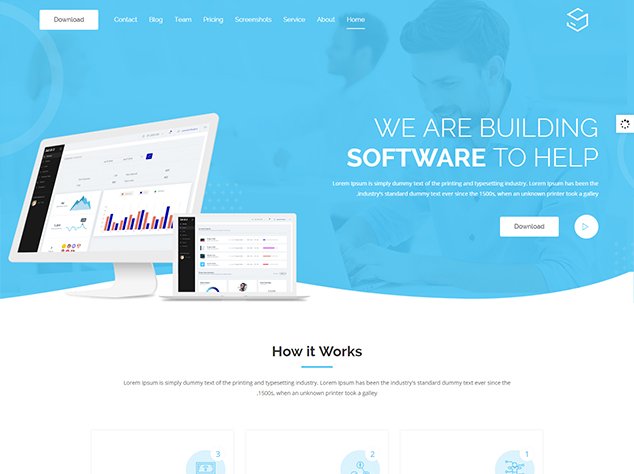 Download Contact Blog Team Pricing Screenshots Service About Home
WE ARE BUILDING
SOFTWARE TO HELP
Lorem Ipsum is simply dummy text of the printing and typesetting industry. Lorem Ipsum has been the
.industry's standard dummy text ever since the 1500s, when an unknown printer took a galley
Download
How it Works
Lorem Ipsum is simply dummy text of the printing and typesetting industry. Lorem Ipsum has been the industry's standard dummy text ever since the
.1500s, when an unknown printer took a galley
3 2 1